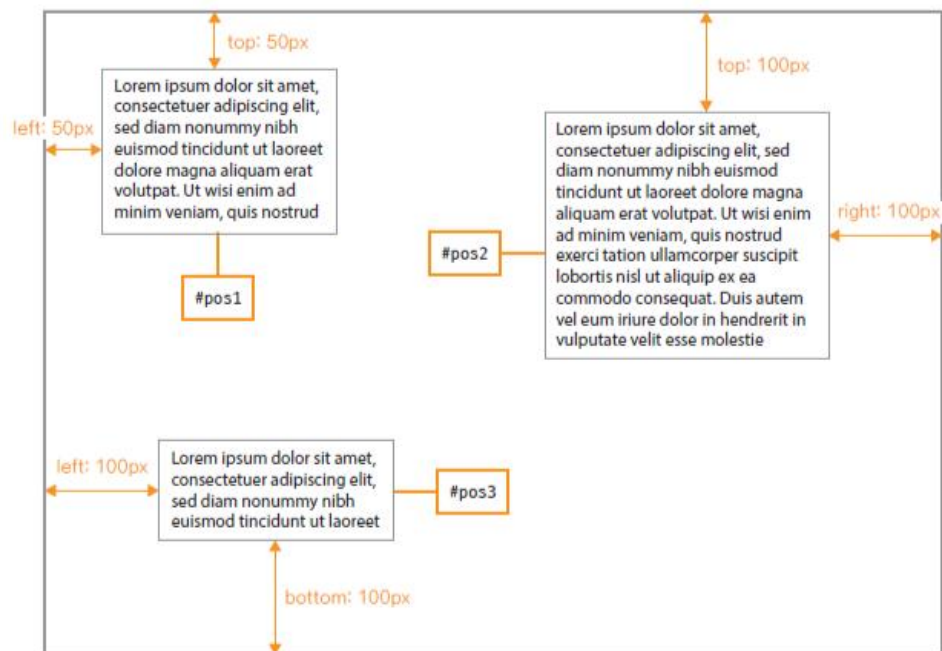 top: 50px
top: 100px
left: 50px
Lorem ipsum dolor sit amet,
consectetuer adipiscing elit,
sed diam nonummy nibh
euismod tincidunt ut laoreet
dolore magna aliquam erat
volutpat. Ut wisi enim ad
minim veniam, quis nostrud
#pos1
Lorem ipsum dolor sit amet,
consectetuer adipiscing elit, sed
diam nonummy nibh euismod
tincidunt ut laoreet dolore magna
aliquam erat volutpat. Ut wisi enim
ad minim veniam, quis nostrud
exerci tation ullamcorper suscipit
lobortis nisl ut aliquip ex ea
commodo consequat. Duis autem
vel eum iriure dolor in hendrerit in
vulputate velit esse molestie
#pos2
right: 100px
left: 100px
Lorem ipsum dolor sit amet,
consectetuer adipiscing elit,
sed diam nonummy nibh
euismod tincidunt ut laoreet
#pos3
bottom: 100px